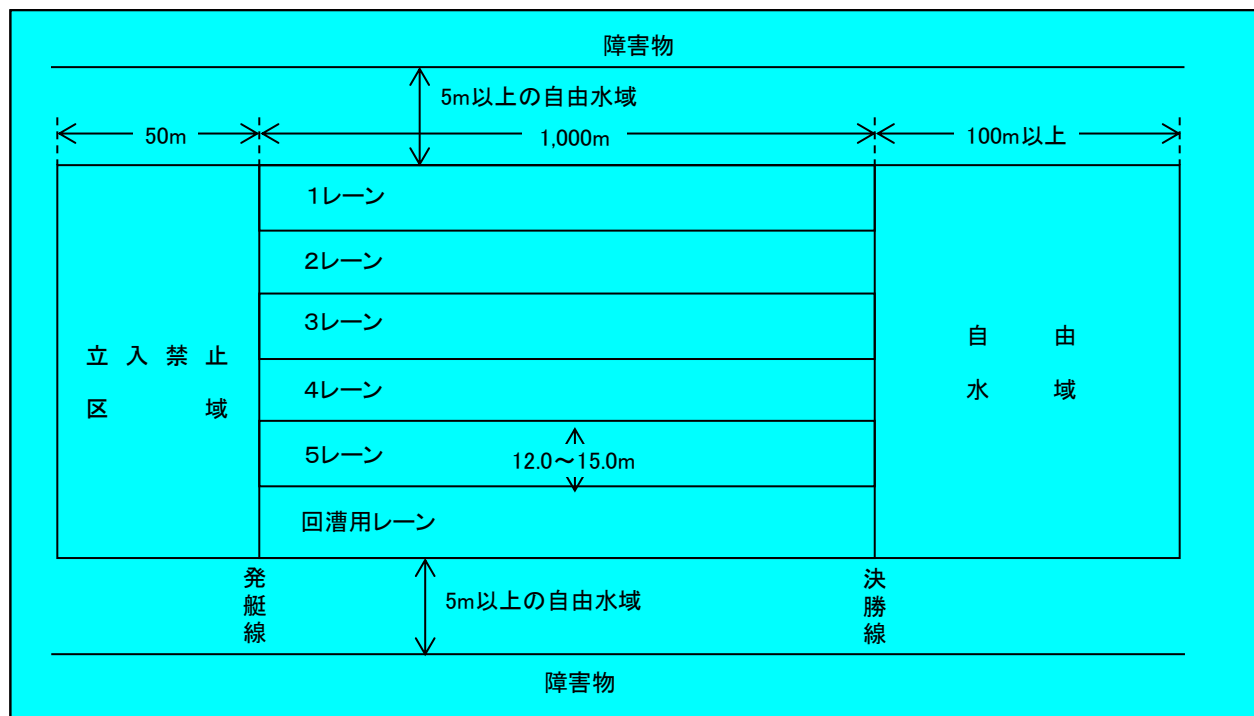 障害物
5m以上の自由水域
50m
1,000m
100m以上
1レーン
2レーン
3レーン
4レーン
5レーン
12.0～15.0m
回漕用レーン
立入禁止
区域
自由
水域
発艇線
決勝線
5m以上の自由水域
障害物